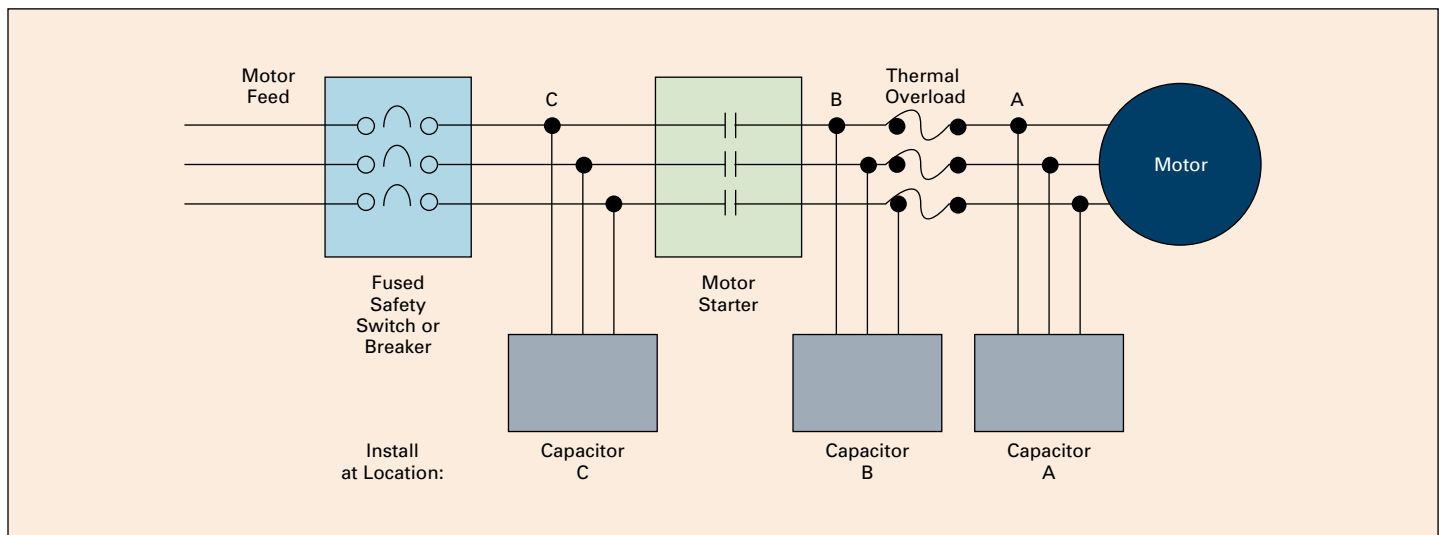 Motor
Feed
C
B
Thermal
Overload
A
Motor
Fused
Safety
Switch or
Breaker
Motor
Starter
Install
at Location:
Capacitor
C
Capacitor
B
Capacitor
A